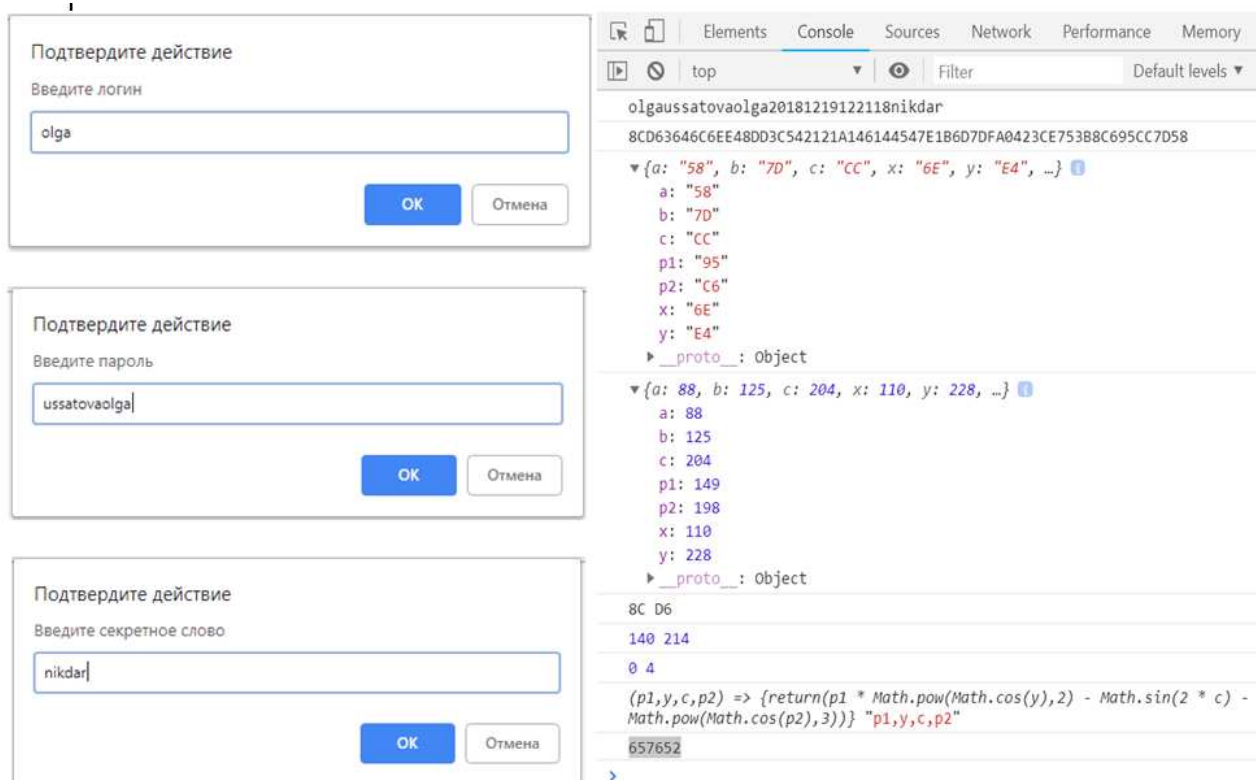 Подтвердите действие
Введите логин
olga
OK Отмена
Подтвердите действие
Введите пароль
ussatovaolga
OK Отмена
Подтвердите действие
Введите секретное слово
nikdar
OK Отмена
Elements Console Sources Network Performance Memory
top Filter Default levels ▼
olgaussatovaolga20181219122118nikdar
8CD63646C6EE48DD3C542121A146144547E1B6D7DFA0423CE753B8C695CC7D58
▼{a: "58", b: "7D", c: "CC", x: "6E", y: "E4", …}
a: "58"
b: "7D"
c: "CC"
p1: "95"
p2: "C6"
x: "6E"
y: "E4"
▶ __proto__: Object
▼{a: 88, b: 125, c: 204, x: 110, y: 228, …}
a: 88
b: 125
c: 204
p1: 149
p2: 198
x: 110
y: 228
▶ __proto__: Object
8C D6
140 214
0 4
(p1,y,c,p2) => {return(p1 * Math.pow(Math.cos(y),2) - Math.sin(2 * c) -
Math.pow(Math.cos(p2),3))} "p1,y,c,p2"
657652
>